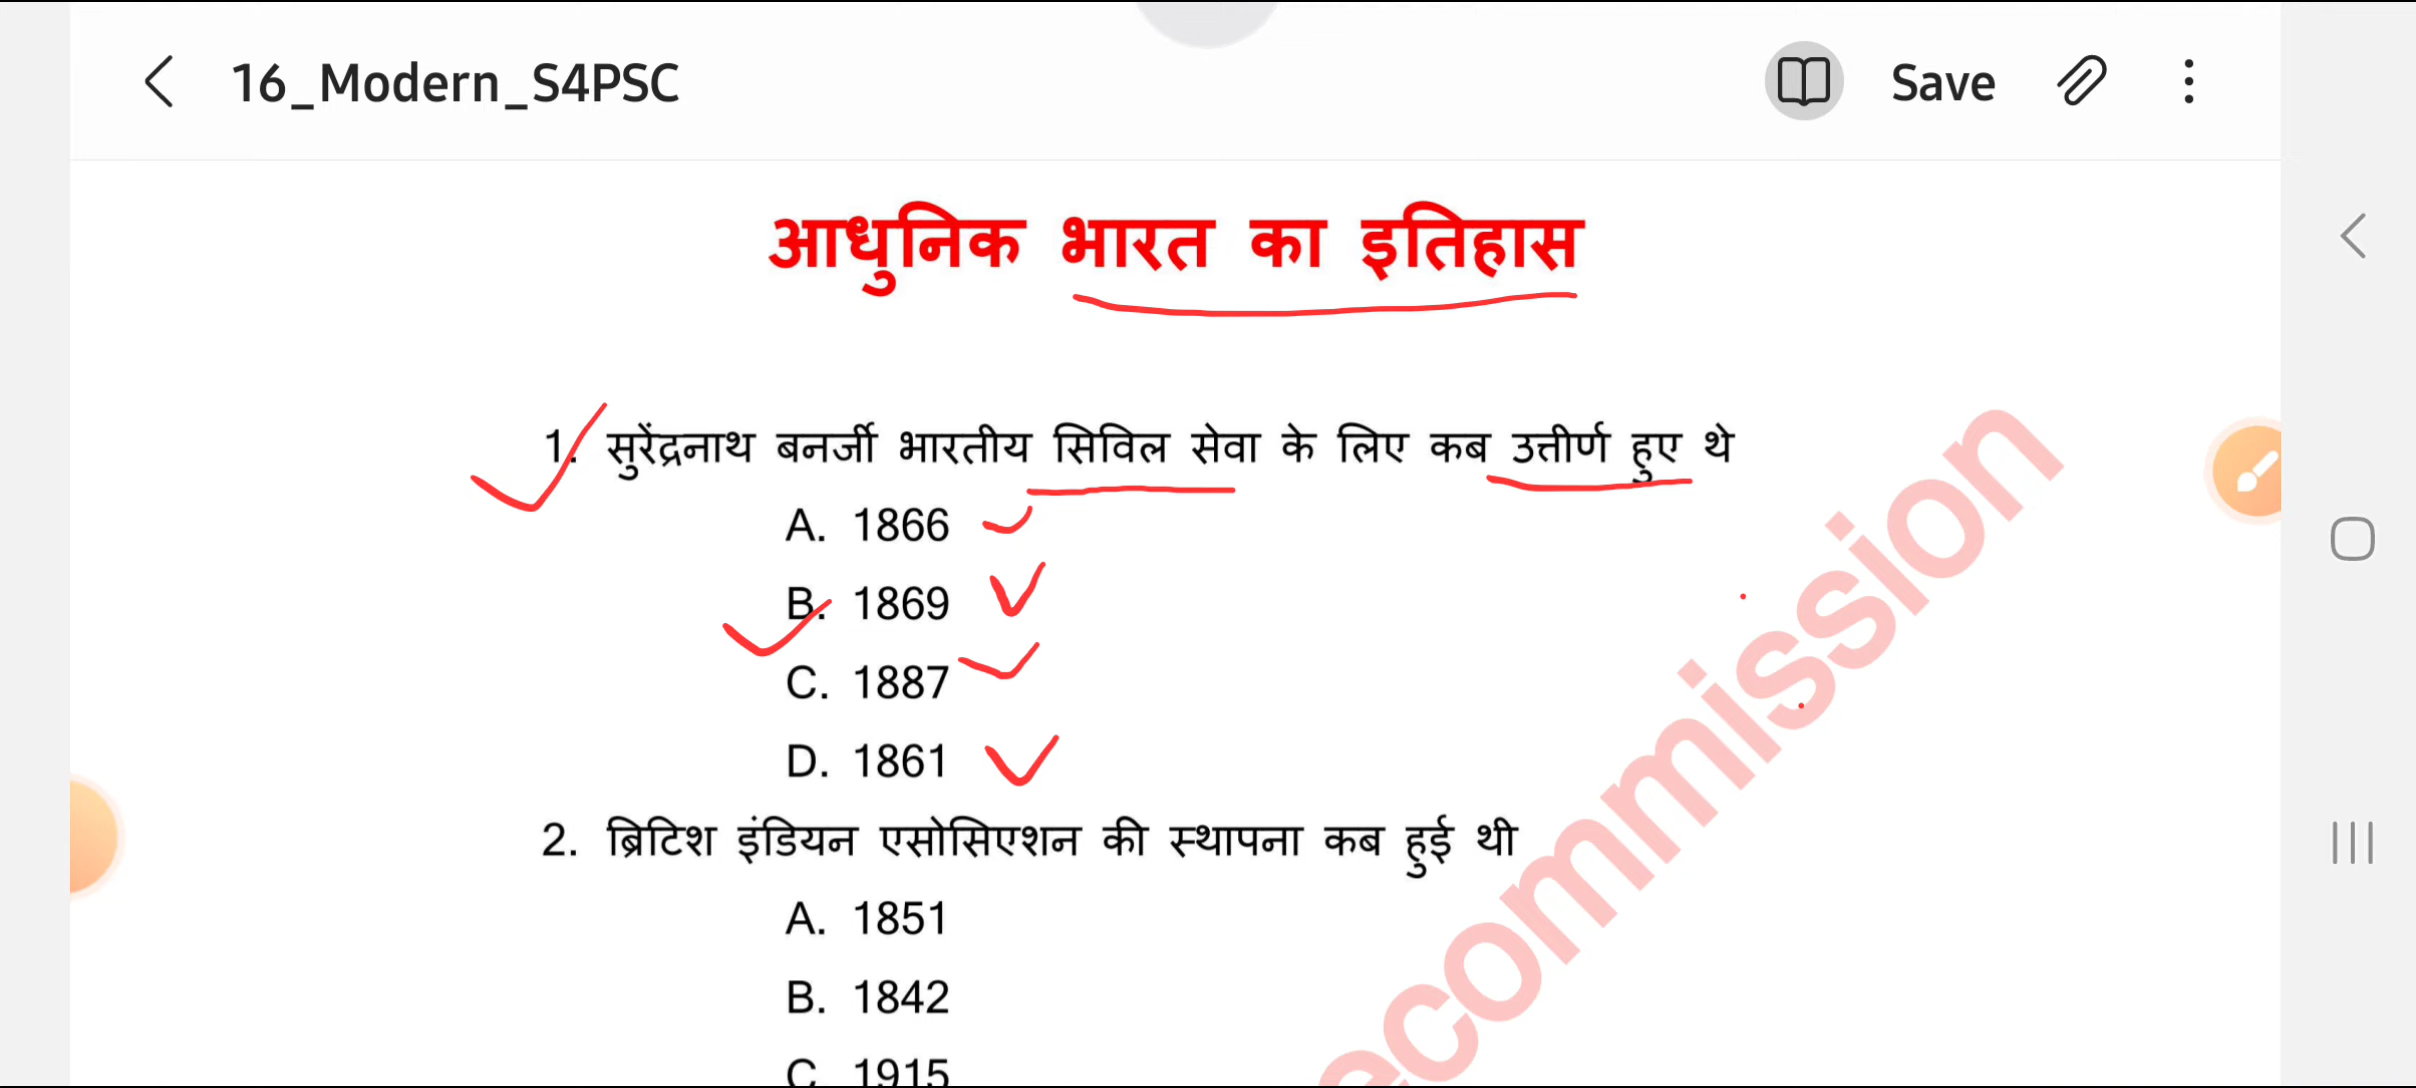 16_Modern_S4PSC
Save
आधुनिक भारत का इतिहास
1. सुरेंद्रनाथ बनर्जी भारतीय सिविल सेवा के लिए कब उत्तीर्ण हुए थे
A. 1866
B. 1869
C. 1887
D. 1861
2. ब्रिटिश इंडियन एसोसिएशन की स्थापना कब हुई थी
A. 1851
B. 1842
C 1915
ecommission